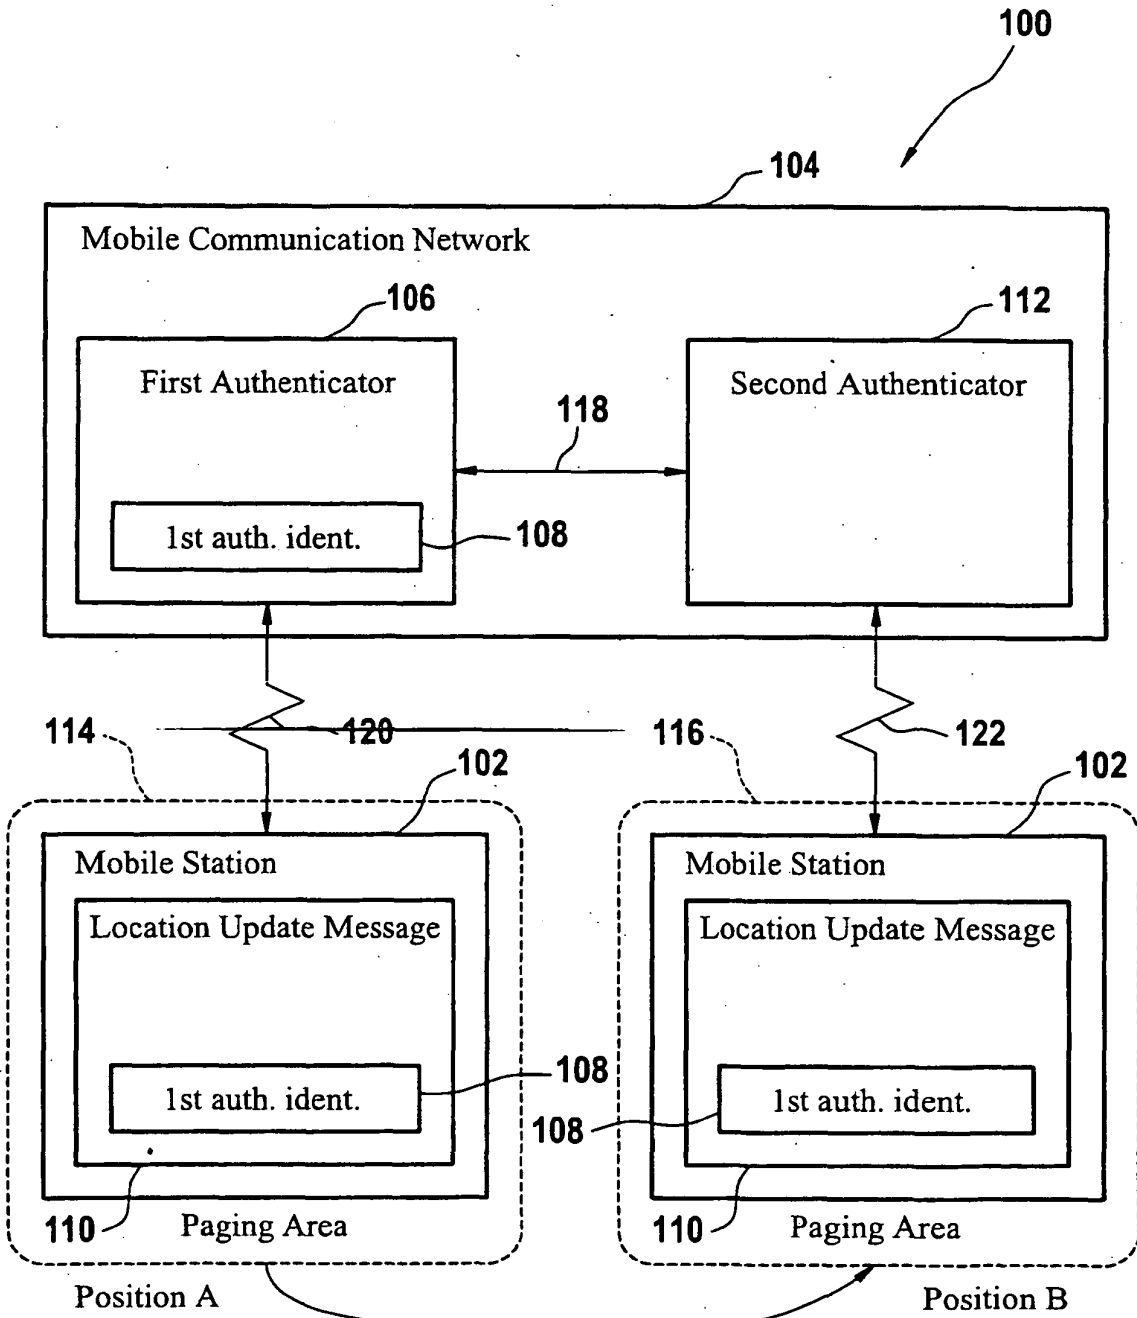 100
104
Mobile Communication Network
106
112
First Authenticator
Second Authenticator
118
1st auth. ident.
108
114
120
116
122
102
102
Mobile Station
Mobile Station
Location Update Message
Location Update Message
1st auth. ident.
108
108
1st auth. ident.
110
Paging Area
110
Paging Area
Position A
Position B